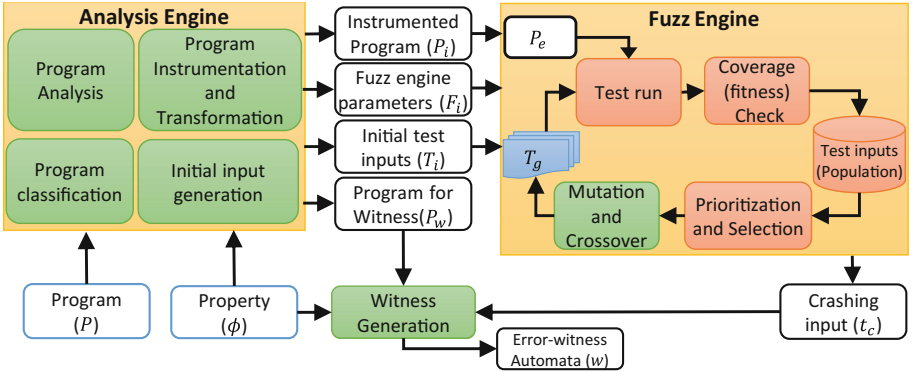 Analysis Engine
Program
Analysis
Program
Instrumentation
and
Transformation
Program
classification
Initial input
generation
Instrumented
Program (P_i)
Fuzz engine
parameters (F_i)
Initial test
inputs (T_i)
Program for
Witness(P_w)
Fuzz Engine
P_e
Test run
Coverage
(fitness)
Check
T_g
Test inputs
(Population)
Mutation
and
Crossover
Prioritization
and Selection
Program
(P)
Property
(ϕ)
Witness
Generation
Crashing
input (t_c)
Error-witness
Automata (w)